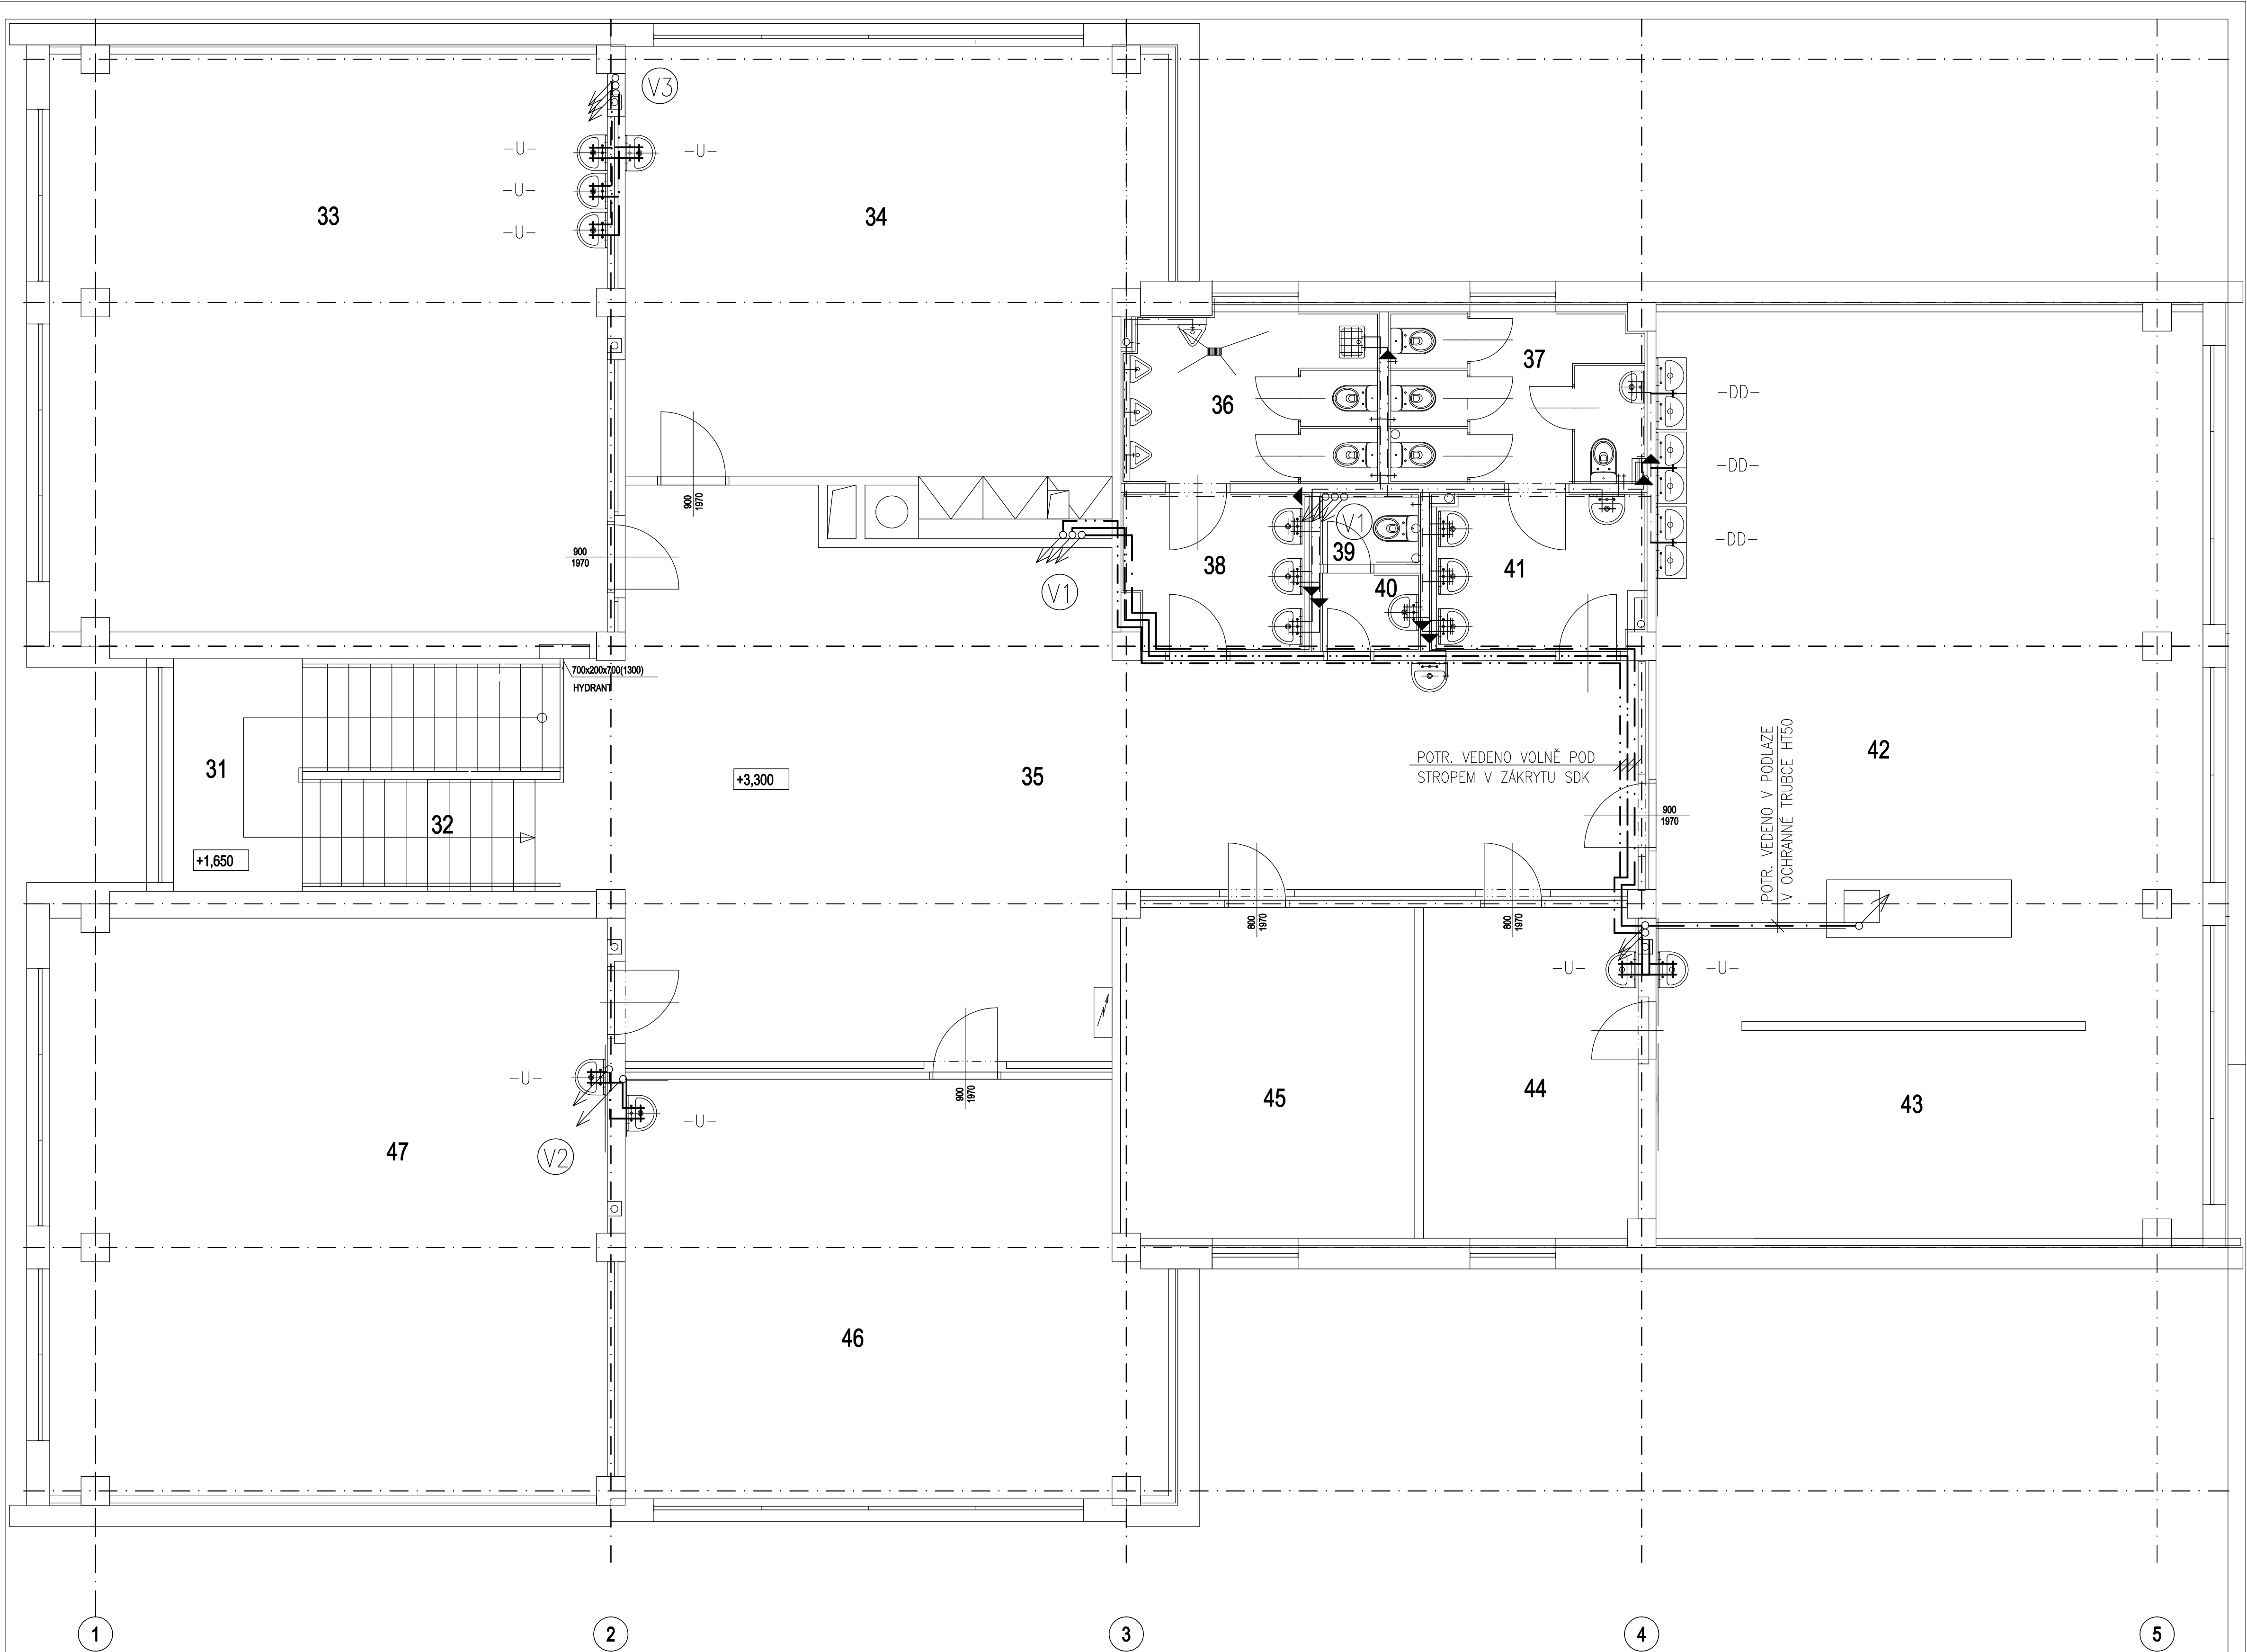 V3
-U-
-U-
-U-
-U-
33
34
36
37
-DD-
-DD-
-DD-
900
1970
900
1970
V1
V1
38
39
40
41
700x200x700(1300)
HYDRANT
31
32
+3,300
35
POTR. VEDENO VOLNĚ POD
STROPEM V ZÁKRYTU SDK
42
POTR. VEDENO V PODLAZE
V OCHRANNÉ TRUBCE HT50
900
1970
+1,650
800
1970
800
1970
-U-
-U-
45
44
43
900
1970
-U-
-U-
47
V2
46
1
2
3
4
5